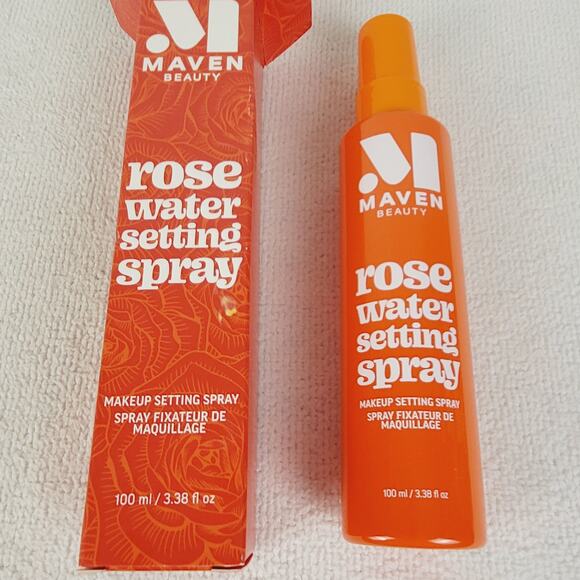 MAVEN
BEAUTY
rose
water
setting
spray
MAKEUP SETTING SPRAY
SPRAY FIXATEUR DE
MAQUILLAGE
100 ml / 3.38 fl oz
MAVEN
BEAUTY
rose
water
setting
spray
MAKEUP SETTING SPRAY
SPRAY FIXATEUR DE
MAQUILLAGE
100 ml / 3.38 fl oz